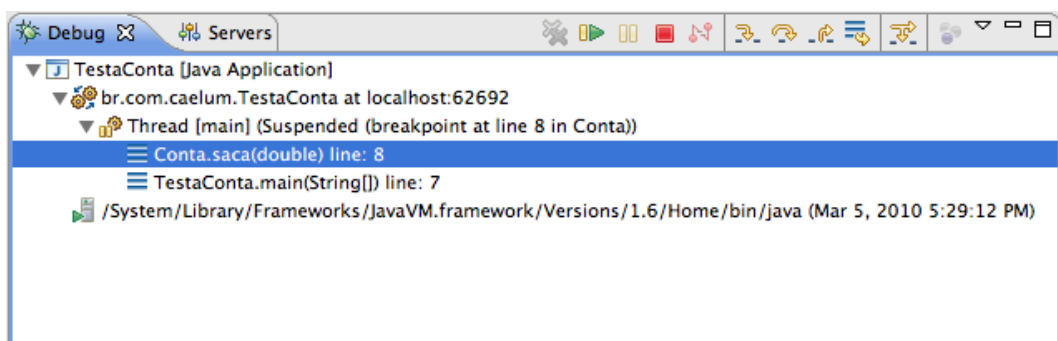 Debug Servers
TestaConta [Java Application]
br.com.caelum.TestaConta at localhost:62692
Thread [main] (Suspended (breakpoint at line 8 in Conta))
Conta.saca(double) line: 8
TestaConta.main(String[]) line: 7
/System/Library/Frameworks/JavaVM.framework/Versions/1.6/Home/bin/java (Mar 5, 2010 5:29:12 PM)